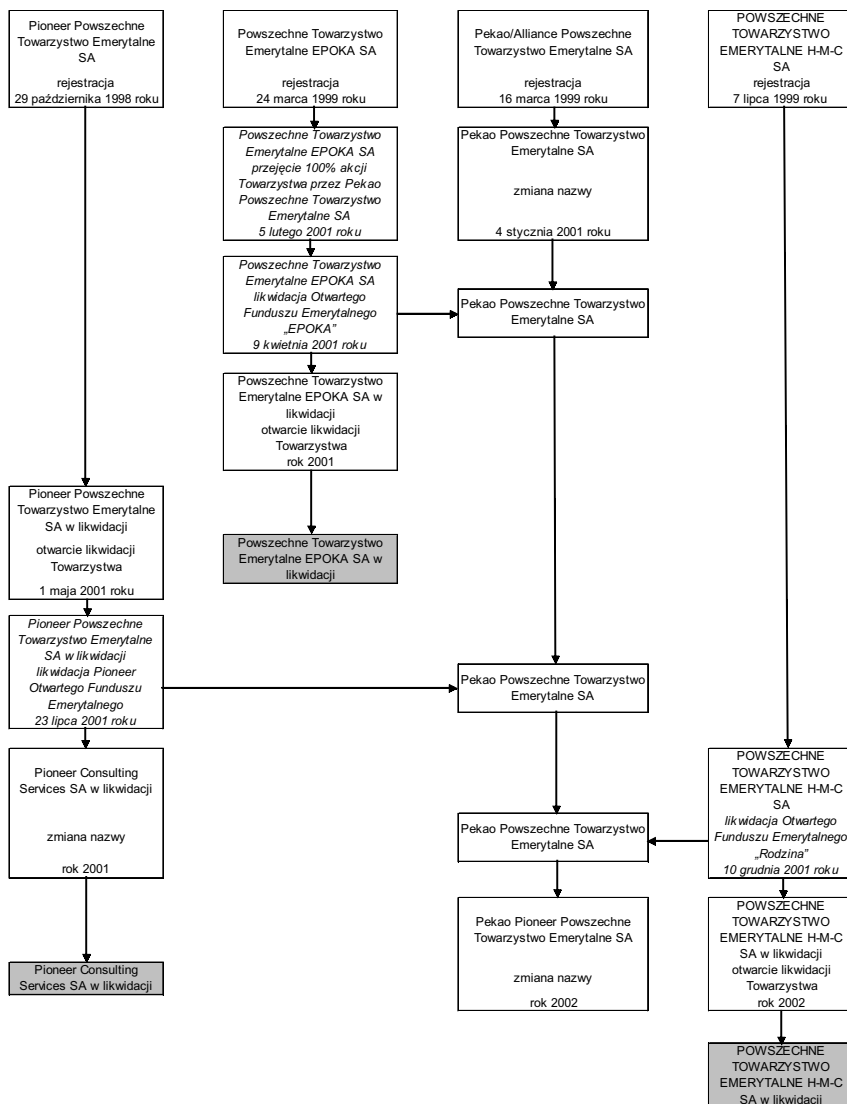 Pioneer Powszechne
Towarzystwo Emerytalne
SA
rejestracja
29 października 1998 roku
Powszechne Towarzystwo
Emerytalne EPOKA SA
rejestracja
24 marca 1999 roku
Pekao/Alliance Powszechne
Towarzystwo Emerytalne SA
rejestracja
16 marca 1999 roku
POWSZECHNE
TOWARZYSTWO
EMERYTALNE H-M-C
SA
rejestracja
7 lipca 1999 roku
Powszechne Towarzystwo
Emerytalne EPOKA SA
przejęcie 100% akcji
Towarzystwa przez Pekao
Powszechne Towarzystwo
Emerytalne SA
5 lutego 2001 roku
Pekao Powszechne Towarzystwo
Emerytalne SA
zmiana nazwy
4 stycznia 2001 roku
Powszechne Towarzystwo
Emerytalne EPOKA SA
likwidacja Otwartego
Funduszu Emerytalnego
„EPOKA”
9 kwietnia 2001 roku
Pekao Powszechne Towarzystwo
Emerytalne SA
Powszechne Towarzystwo
Emerytalne EPOKA SA w
likwidacji
otwarcie likwidacji
Towarzystwa
rok 2001
Pioneer Powszechne
Towarzystwo Emerytalne
SA w likwidacji
otwarcie likwidacji
Towarzystwa
1 maja 2001 roku
Powszechne Towarzystwo
Emerytalne EPOKA SA w
likwidacji
Pioneer Powszechne
Towarzystwo Emerytalne
SA w likwidacji
likwidacja Pioneer
Otwartego Funduszu
Emerytalnego
23 lipca 2001 roku
Pekao Powszechne Towarzystwo
Emerytalne SA
Pioneer Consulting
Services SA w likwidacji
zmiana nazwy
rok 2001
Pekao Powszechne Towarzystwo
Emerytalne SA
POWSZECHNE
TOWARZYSTWO
EMERYTALNE H-M-C
SA
likwidacja Otwartego
Funduszu Emerytalnego
„Rodzina”
10 grudnia 2001 roku
Pekao Pioneer Powszechne
Towarzystwo Emerytalne SA
zmiana nazwy
rok 2002
POWSZECHNE
TOWARZYSTWO
EMERYTALNE H-M-C
SA w likwidacji
otwarcie likwidacji
Towarzystwa
rok 2002
Pioneer Consulting
Services SA w likwidacji
POWSZECHNE
TOWARZYSTWO
EMERYTALNE H-M-C
SA w likwidacji